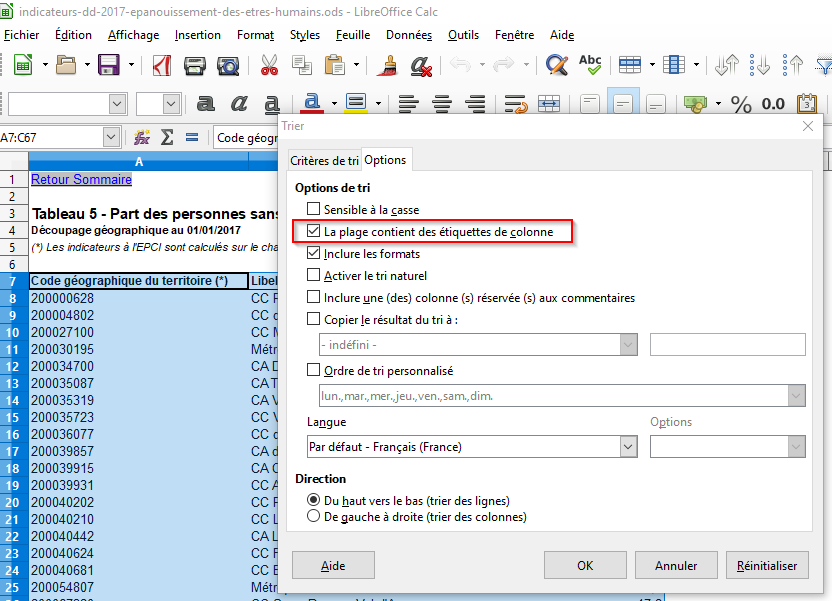 indicateurs-dd-2017-epanouissement-des-etres-humains.ods - LibreOffice Calc
Fichier Édition Affichage Insertion Format Styles Feuille Données Outils Fenêtre Aide
Abc
a a a a % 0.0
A7:C67 Σ = Code géogr
A
1 Retour Sommaire
2
3 Tableau 5 - Part des personnes sans
4 Découpage géographique au 01/01/2017
5 (*) Les indicateurs à l'EPCI sont calculés sur le cha
6
7 Code géographique du territoire (*) Libel
8 200000628 CC P
9 200004802 CC d
10 200027100 CC M
11 200030195 Métr
12 200034700 CA D
13 200035087 CA T
14 200035319 CA V
15 200035723 CC V
16 200036077 CC d
17 200039857 CA d
18 200039915 CA C
19 200039931 CC A
20 200040202 CC F
21 200040210 CC L
22 200040442 CA L
23 200040624 CC F
24 200040681 CC E
25 200054807 Métrop
Trier
Critères de tri Options
Options de tri
Sensible à la casse
La plage contient des étiquettes de colonne
Inclure les formats
Activer le tri naturel
Inclure une (des) colonne (s) réservée (s) aux commentaires
Copier le résultat du tri à :
- indéfini -
Ordre de tri personnalisé
lun.,mar.,mer.,jeu.,ven.,sam.,dim.
Langue Options
Par défaut - Français (France)
Direction
Du haut vers le bas (trier des lignes)
De gauche à droite (trier des colonnes)
Aide OK Annuler Réinitialiser